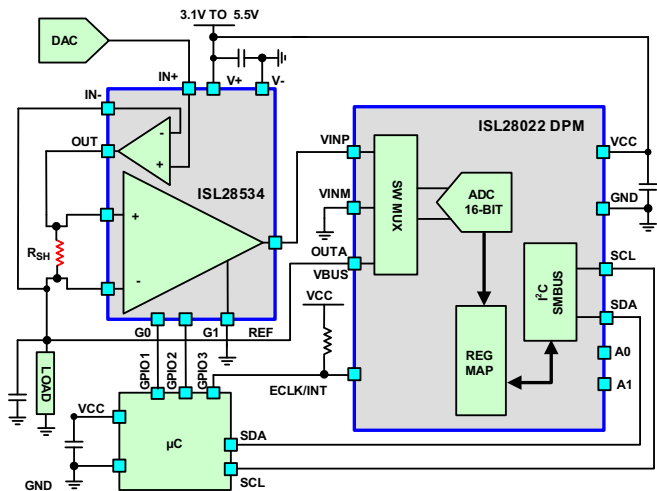 3.1V TO 5.5V
DAC
IN+
V+
V-
IN-
ISL28022 DPM
OUT
-
+
VINP
VCC
ISL28534
SW MUX
ADC
16-BIT
+
VINM
GND
RSH
OUTA
VBUS
I2C
SMBUS
SCL
-
VCC
SDA
G0
G1
REF
REG
MAP
A0
LOAD
GPIO1
GPIO2
GPIO3
ECLK/INT
A1
VCC
µC
SDA
GND
SCL